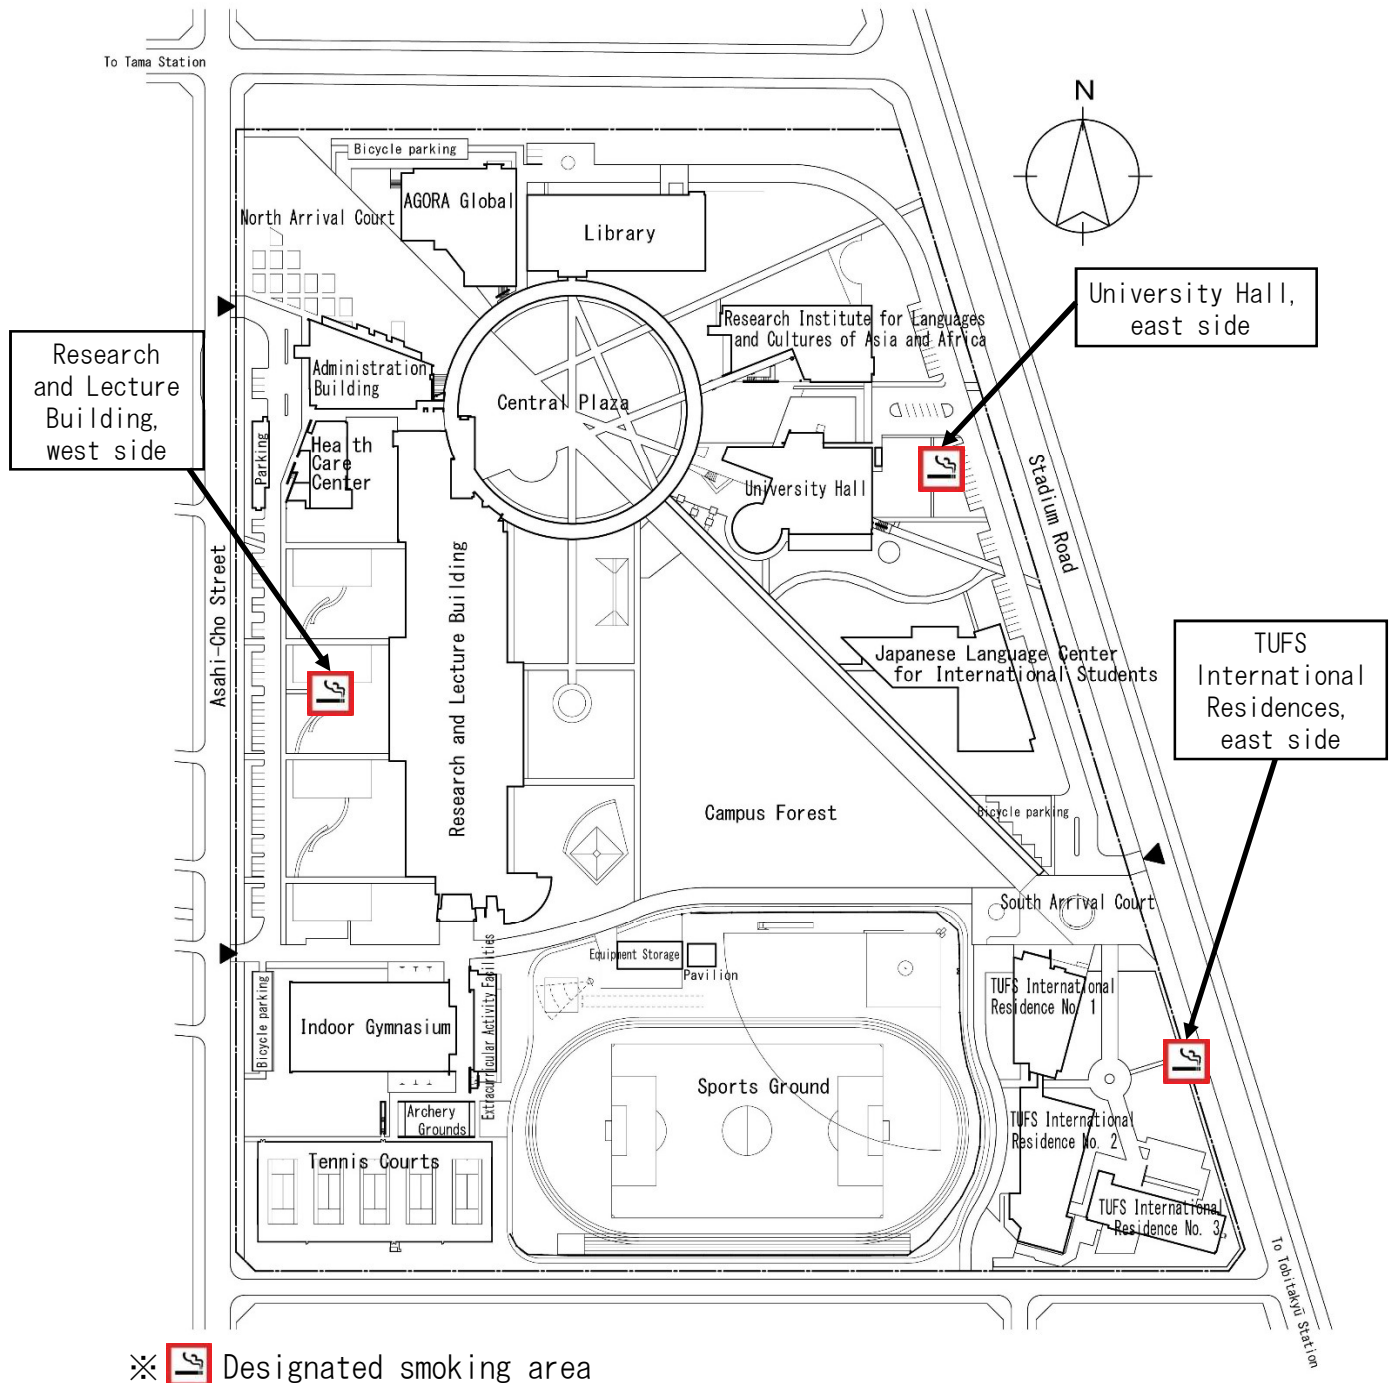 To Tama Station
N
Bicycle parking
AGORA Global
North Arrival Court
Library
University Hall,
east side
Research Institute for Languages
and Cultures of Asia and Africa
Research
and Lecture
Building,
west side
Administration
Building
Central Plaza
Parking
Health
Care
Center
University Hall
Stadium Road
Asahi-Cho Street
Research and Lecture Building
Japanese Language Center
for International Students
TUFS
International
Residences,
east side
Campus Forest
Bicycle parking
South Arrival Court
Equipment Storage
Pavilion
Extracurricular Activity Facilities
Bicycle parking
Indoor Gymnasium
TUFS International
Residence No. 1
Sports Ground
Archery
Grounds
TUFS International
Residence No. 2
Tennis Courts
TUFS International
Residence No. 3
To Tobitakyū Station
※ Designated smoking area